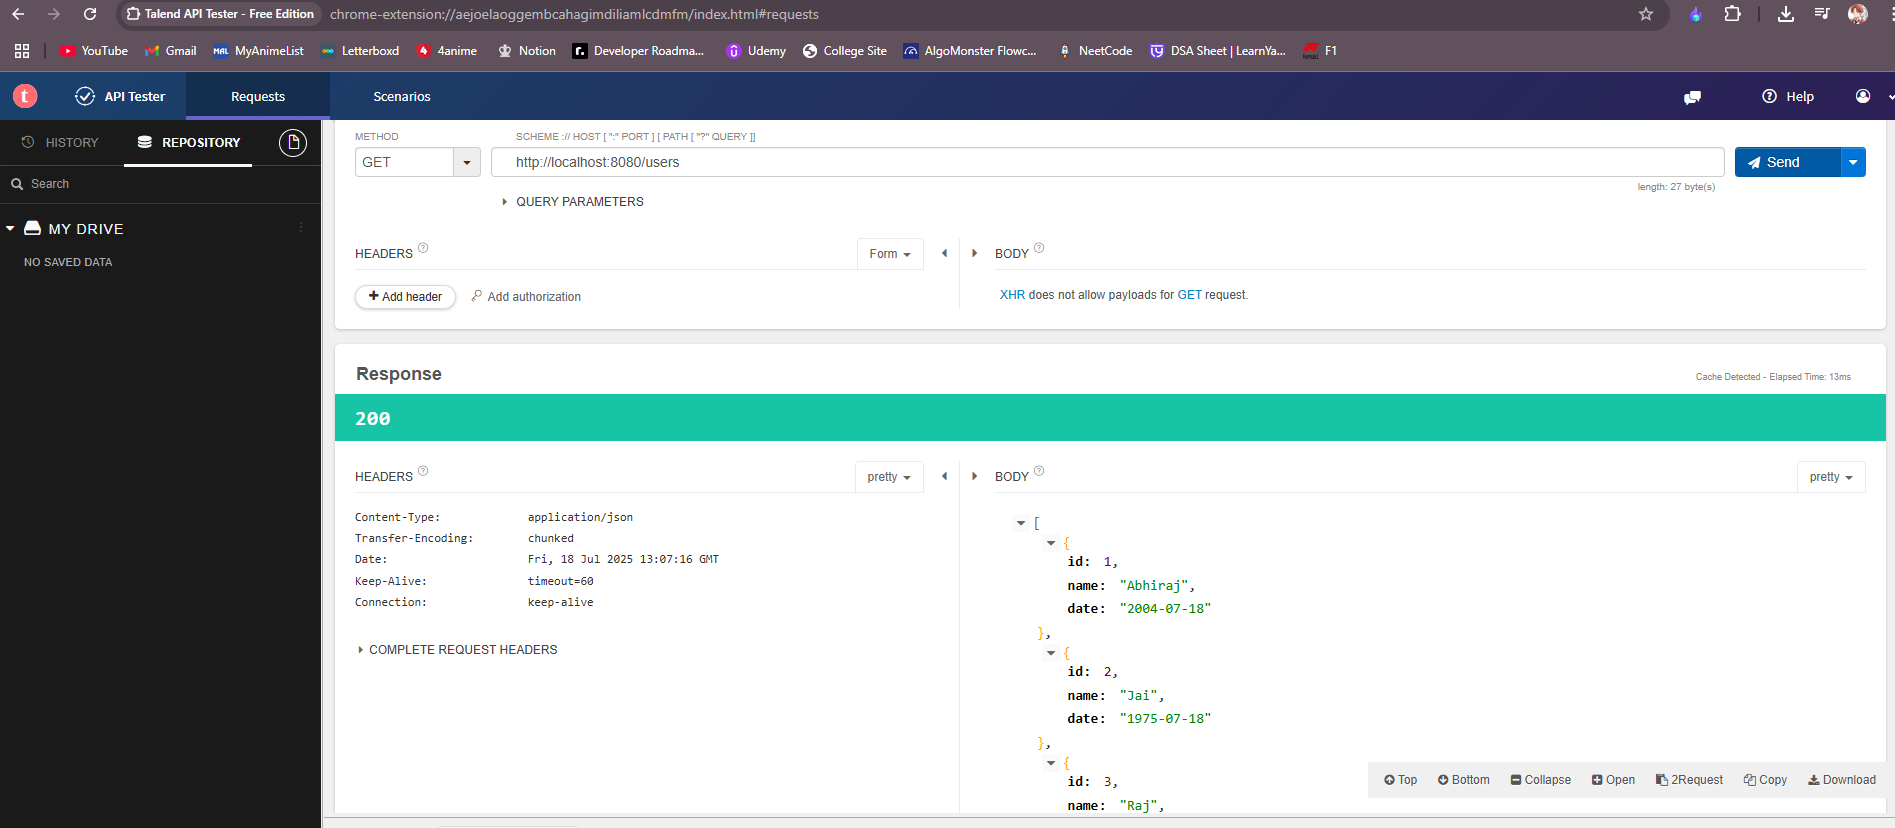 Talend API Tester - Free Edition
chrome-extension://aejoelaoggembcahagimdiliamlcdmfm/index.html#requests
YouTube
Gmail
MAL MyAnimeList
Letterboxd
4anime
Notion
r. Developer Roadma...
Udemy
College Site
AlgoMonster Flowc...
NeetCode
DSA Sheet | LearnYa...
F1
t
API Tester
Requests
Scenarios
Help
HISTORY
REPOSITORY
Search
MY DRIVE
NO SAVED DATA
METHOD
SCHEME :// HOST [ ":" PORT ] [ PATH [ "?" QUERY ]]
GET
http://localhost:8080/users
Send
length: 27 byte(s)
QUERY PARAMETERS
HEADERS ?
Form
BODY ?
+ Add header
Add authorization
XHR does not allow payloads for GET request.
Response
Cache Detected - Elapsed Time: 13ms
200
HEADERS ?
pretty
BODY ?
pretty
Content-Type: application/json
Transfer-Encoding: chunked
Date: Fri, 18 Jul 2025 13:07:16 GMT
Keep-Alive: timeout=60
Connection: keep-alive
COMPLETE REQUEST HEADERS
[
{
id: 1,
name: "Abhiraj",
date: "2004-07-18"
},
{
id: 2,
name: "Jai",
date: "1975-07-18"
},
{
id: 3,
name: "Raj",
Top
Bottom
Collapse
Open
2Request
Copy
Download